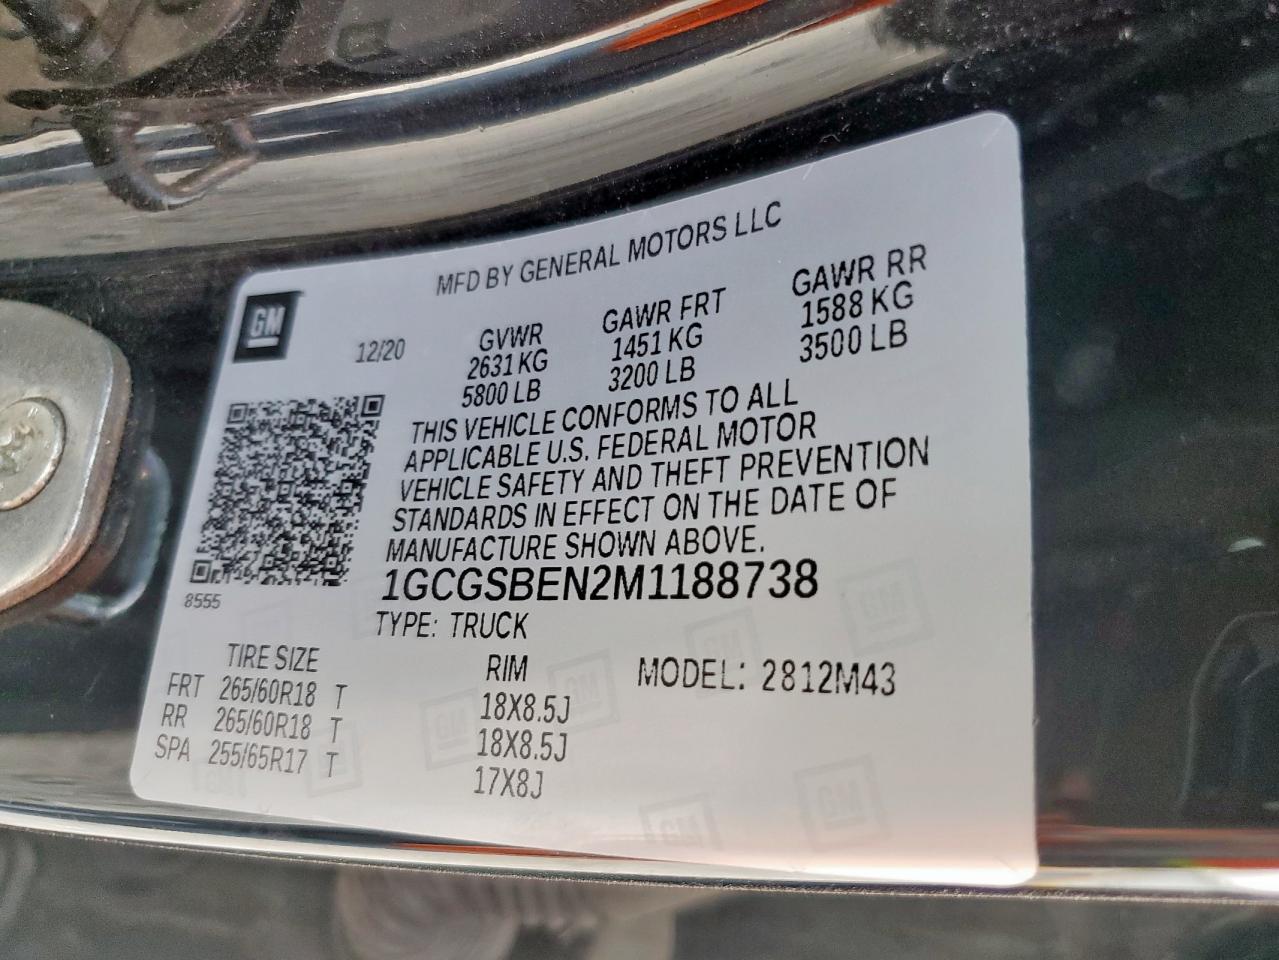 MFD BY GENERAL MOTORS LLC
GM
12/20
GVWR
2631 KG
5800 LB
GAWR FRT
1451 KG
3200 LB
GAWR RR
1588 KG
3500 LB
THIS VEHICLE CONFORMS TO ALL
APPLICABLE U.S. FEDERAL MOTOR
VEHICLE SAFETY AND THEFT PREVENTION
STANDARDS IN EFFECT ON THE DATE OF
MANUFACTURE SHOWN ABOVE.
8555
1GCGSBEN2M1188738
TYPE: TRUCK
TIRE SIZE RIM MODEL: 2812M43
FRT 265/60R18 T 18X8.5J
RR 265/60R18 T 18X8.5J
SPA 255/65R17 T 17X8J